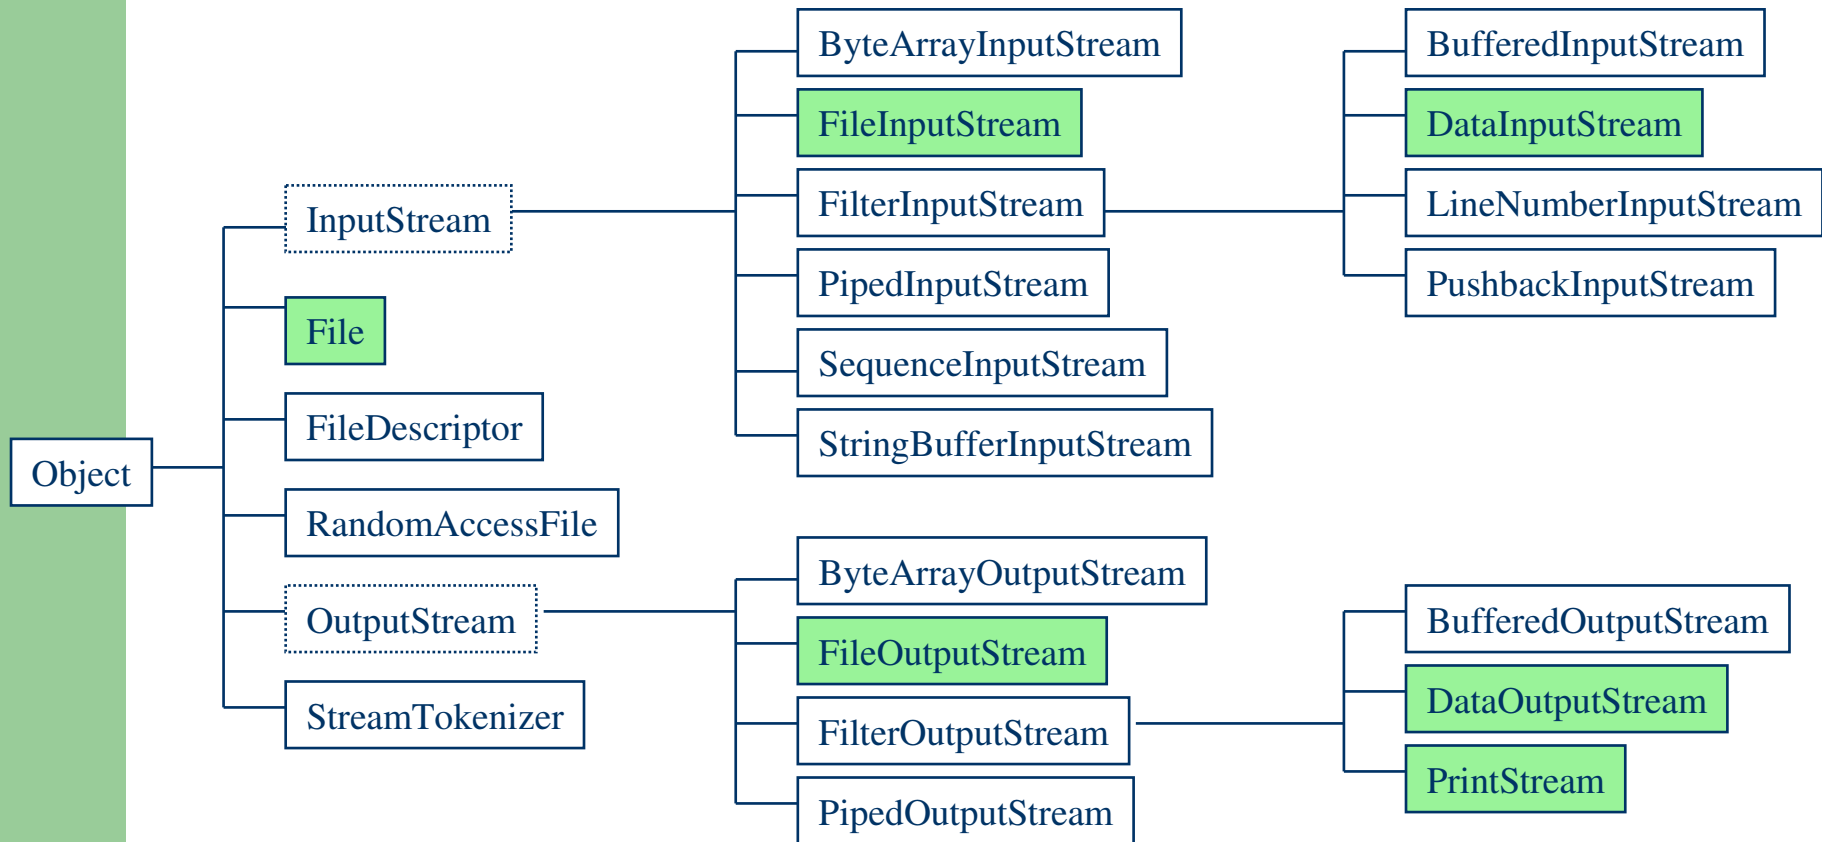 Object
InputStream
File
FileDescriptor
RandomAccessFile
OutputStream
StreamTokenizer
ByteArrayInputStream
FileInputStream
FilterInputStream
PipedInputStream
SequenceInputStream
StringBufferInputStream
ByteArrayOutputStream
FileOutputStream
FilterOutputStream
PipedOutputStream
BufferedInputStream
DataInputStream
LineNumberInputStream
PushbackInputStream
BufferedOutputStream
DataOutputStream
PrintStream